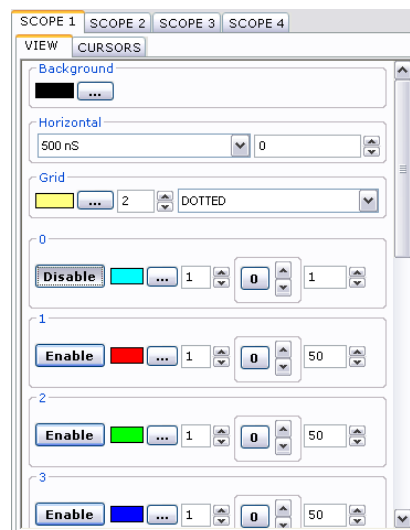 SCOPE 1 SCOPE 2 SCOPE 3 SCOPE 4
VIEW CURSORS
Background
...
Horizontal
500 nS 0
Grid
... 2 DOTTED
0
Disable ... 1 0 1
1
Enable ... 1 0 50
2
Enable ... 1 0 50
3
Enable ... 1 0 50